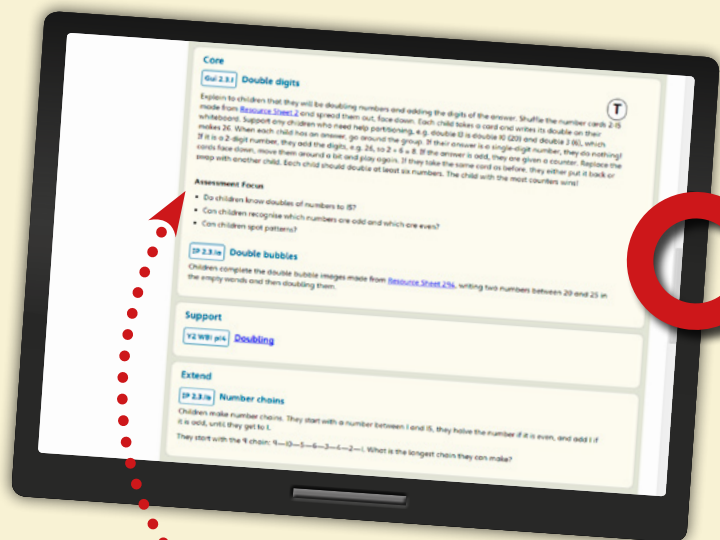 Core
Gui 2.3.1 Double digits
T
Explain to children that they will be doubling numbers and adding the digits of the answer. Shuffle the number cards 2-15
made from Resource Sheet 2 and spread them out, face down. Each child takes a card and writes its double on their
whiteboard. Support any children who need help partitioning, e.g. double 13 is double 10 (20) and double 3 (6), which
makes 26. When each child has an answer, go around the group. If their answer is a single-digit number, they do nothing!
If it is a 2-digit number, they add the digits, e.g. 26, so 2 + 6 = 8. If the answer is odd, they are given a counter. Replace the
cards face down, move them around a bit and play again. If they take the same card as before, they either put it back or
swap with another child. Each child should double at least six numbers. The child with the most counters wins!
Assessment Focus
• Do children know doubles of numbers to 15?
• Can children recognise which numbers are odd and which are even?
• Can children spot patterns?
IP 2.3.1a Double bubbles
Children complete the double bubble images made from Resource Sheet 294, writing two numbers between 20 and 25 in
the empty wands and then doubling them.
Support
Y2 WB1 p14 Doubling
Extend
IP 2.3.1b Number chains
Children make number chains. They start with a number between 1 and 15, they halve the number if it is even, and add 1 if
it is odd, until they get to 1.
They start with the 9 chain: 9—10—5—6—3—4—2—1. What is the longest chain they can make?